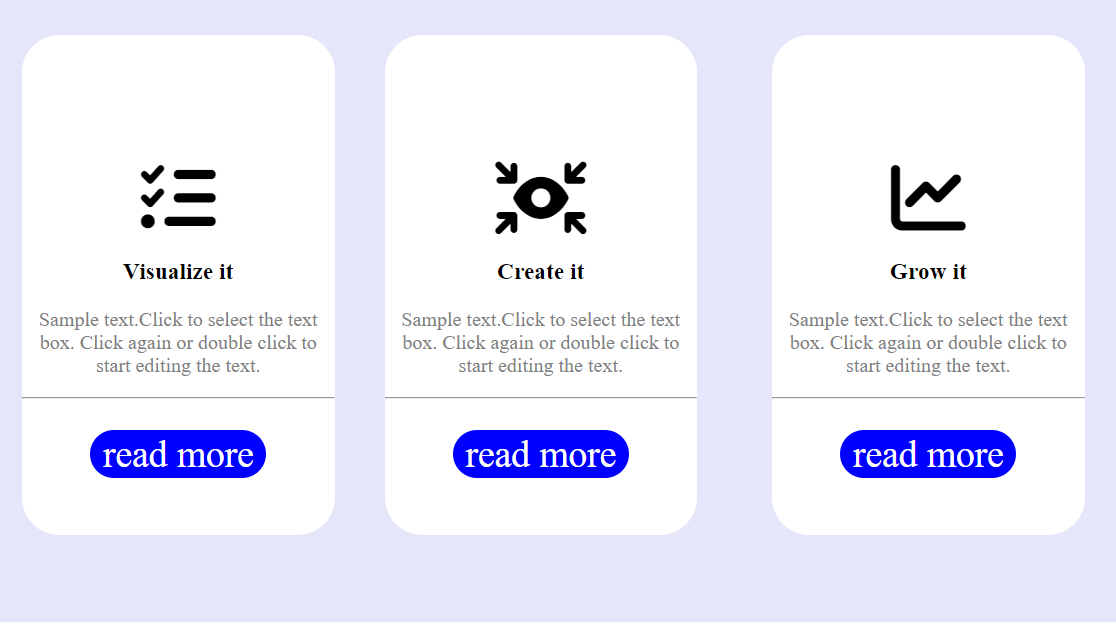 Visualize it
Sample text.Click to select the text
box. Click again or double click to
start editing the text.
read more
Create it
Sample text.Click to select the text
box. Click again or double click to
start editing the text.
read more
Grow it
Sample text.Click to select the text
box. Click again or double click to
start editing the text.
read more